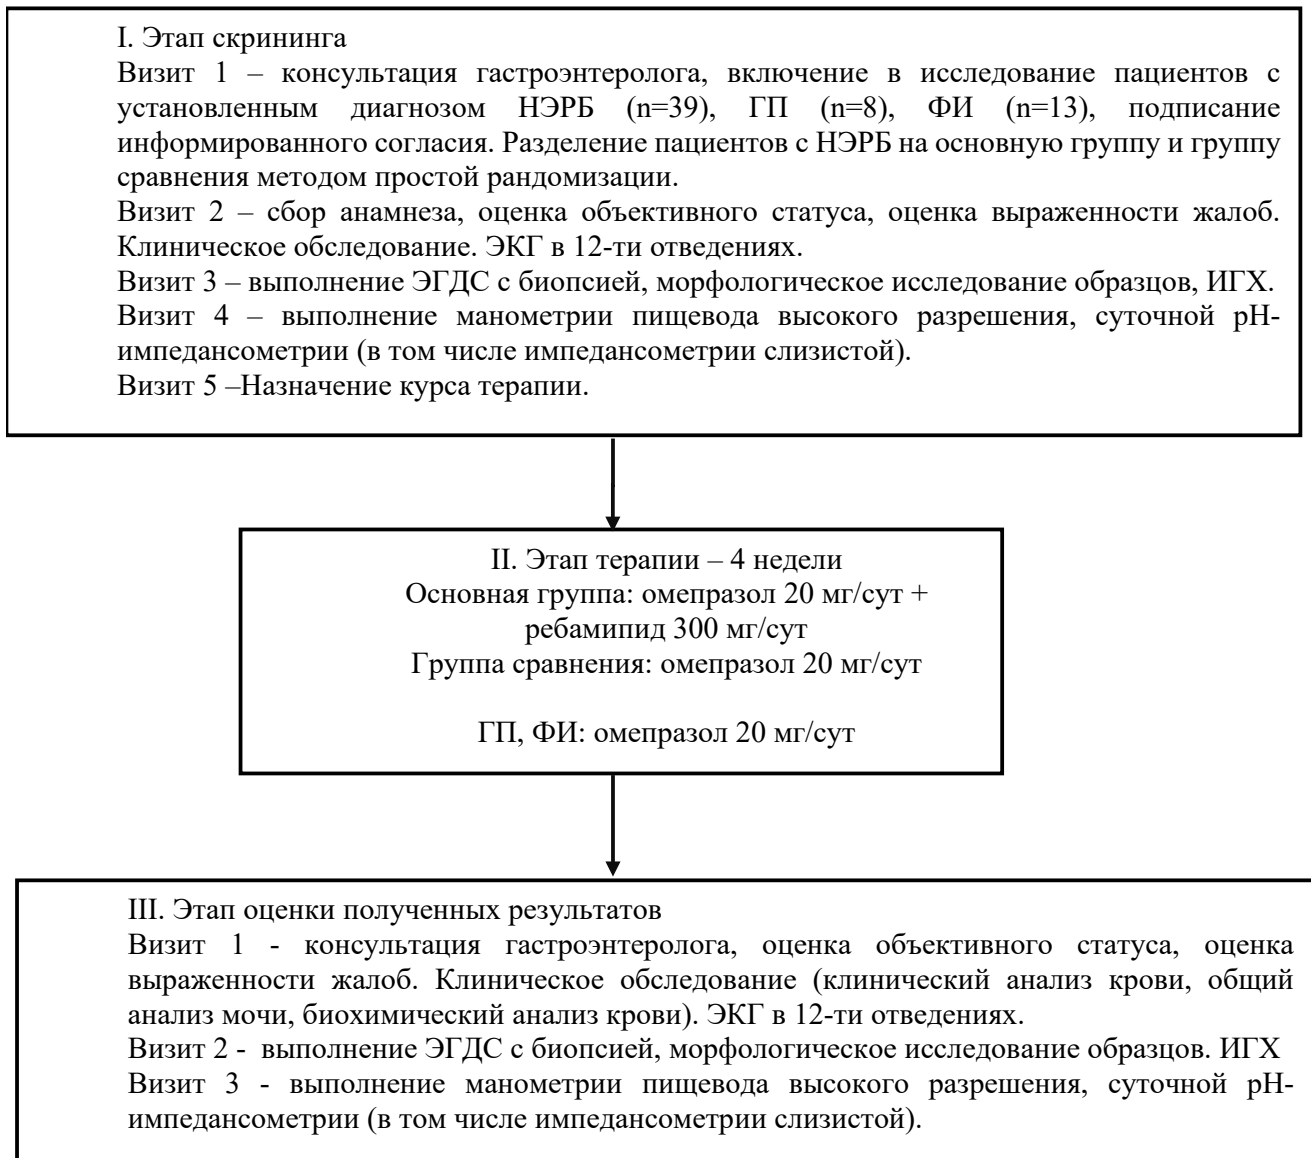 I. Этап скрининга
Визит 1 – консультация гастроэнтеролога, включение в исследование пациентов с
установленным диагнозом НЭРБ (n=39), ГП (n=8), ФИ (n=13), подписание
информированного согласия. Разделение пациентов с НЭРБ на основную группу и группу
сравнения методом простой рандомизации.
Визит 2 – сбор анамнеза, оценка объективного статуса, оценка выраженности жалоб.
Клиническое обследование. ЭКГ в 12-ти отведениях.
Визит 3 – выполнение ЭГДС с биопсией, морфологическое исследование образцов, ИГХ.
Визит 4 – выполнение манометрии пищевода высокого разрешения, суточной рН-
импедансометрии (в том числе импедансометрии слизистой).
Визит 5 –Назначение курса терапии.
II. Этап терапии – 4 недели
Основная группа: омепразол 20 мг/сут +
ребамипид 300 мг/сут
Группа сравнения: омепразол 20 мг/сут
ГП, ФИ: омепразол 20 мг/сут
III. Этап оценки полученных результатов
Визит 1 - консультация гастроэнтеролога, оценка объективного статуса, оценка
выраженности жалоб. Клиническое обследование (клинический анализ крови, общий
анализ мочи, биохимический анализ крови). ЭКГ в 12-ти отведениях.
Визит 2 - выполнение ЭГДС с биопсией, морфологическое исследование образцов. ИГХ
Визит 3 - выполнение манометрии пищевода высокого разрешения, суточной рН-
импедансометрии (в том числе импедансометрии слизистой).